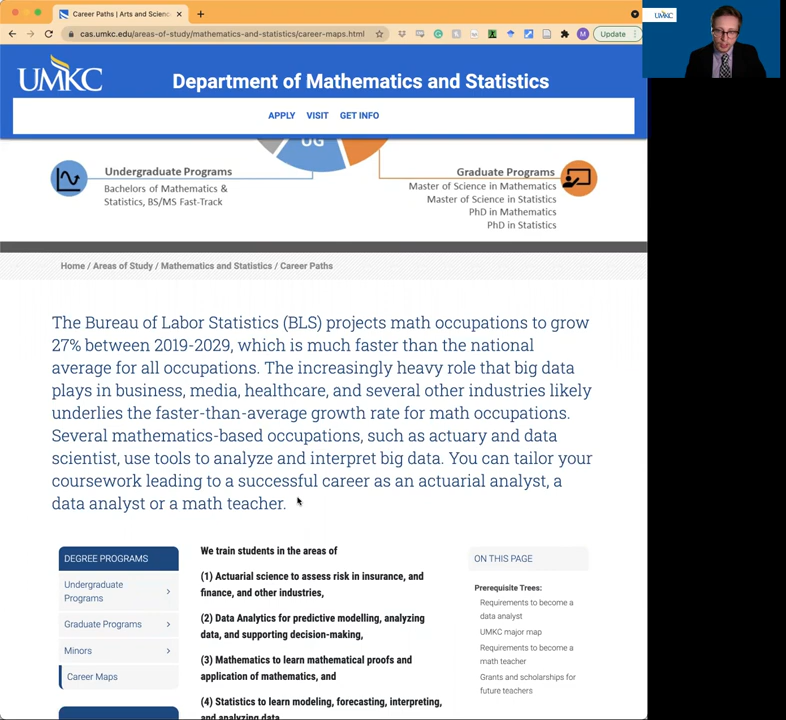 Career Paths | Arts and Scienc
cas.umkc.edu/areas-of-study/mathematics-and-statistics/career-maps.html
M
Update
UMKC
UMKC
Department of Mathematics and Statistics
APPLY VISIT GET INFO
UG
Undergraduate Programs
Bachelors of Mathematics &
Statistics, BS/MS Fast-Track
Graduate Programs
Master of Science in Mathematics
Master of Science in Statistics
PhD in Mathematics
PhD in Statistics
Home / Areas of Study / Mathematics and Statistics / Career Paths
The Bureau of Labor Statistics (BLS) projects math occupations to grow
27% between 2019-2029, which is much faster than the national
average for all occupations. The increasingly heavy role that big data
plays in business, media, healthcare, and several other industries likely
underlies the faster-than-average growth rate for math occupations.
Several mathematics-based occupations, such as actuary and data
scientist, use tools to analyze and interpret big data. You can tailor your
coursework leading to a successful career as an actuarial analyst, a
data analyst or a math teacher.
DEGREE PROGRAMS
Undergraduate
Programs
Graduate Programs
Minors
Career Maps
We train students in the areas of
(1) Actuarial science to assess risk in insurance, and
finance, and other industries,
(2) Data Analytics for predictive modelling, analyzing
data, and supporting decision-making,
(3) Mathematics to learn mathematical proofs and
application of mathematics, and
(4) Statistics to learn modeling, forecasting, interpreting,
and analyzing data
ON THIS PAGE
Prerequisite Trees:
Requirements to become a
data analyst
UMKC major map
Requirements to become a
math teacher
Grants and scholarships for
future teachers